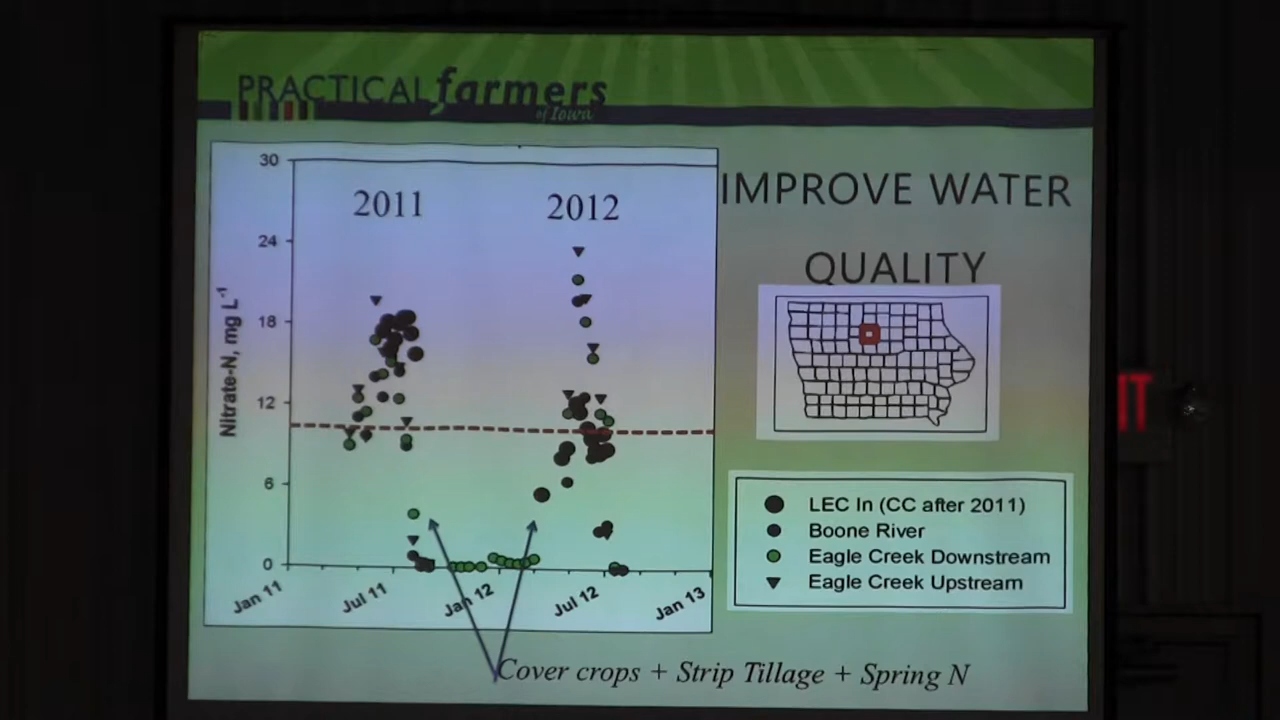 PRACTICAL farmers
of Iowa
IMPROVE WATER
QUALITY
2011
2012
Nitrate-N, mg L-1
30
24
18
12
6
0
Jan 11
Jul 11
Jan 12
Jul 12
Jan 13
LEC In (CC after 2011)
Boone River
Eagle Creek Downstream
Eagle Creek Upstream
Cover crops + Strip Tillage + Spring N
IT